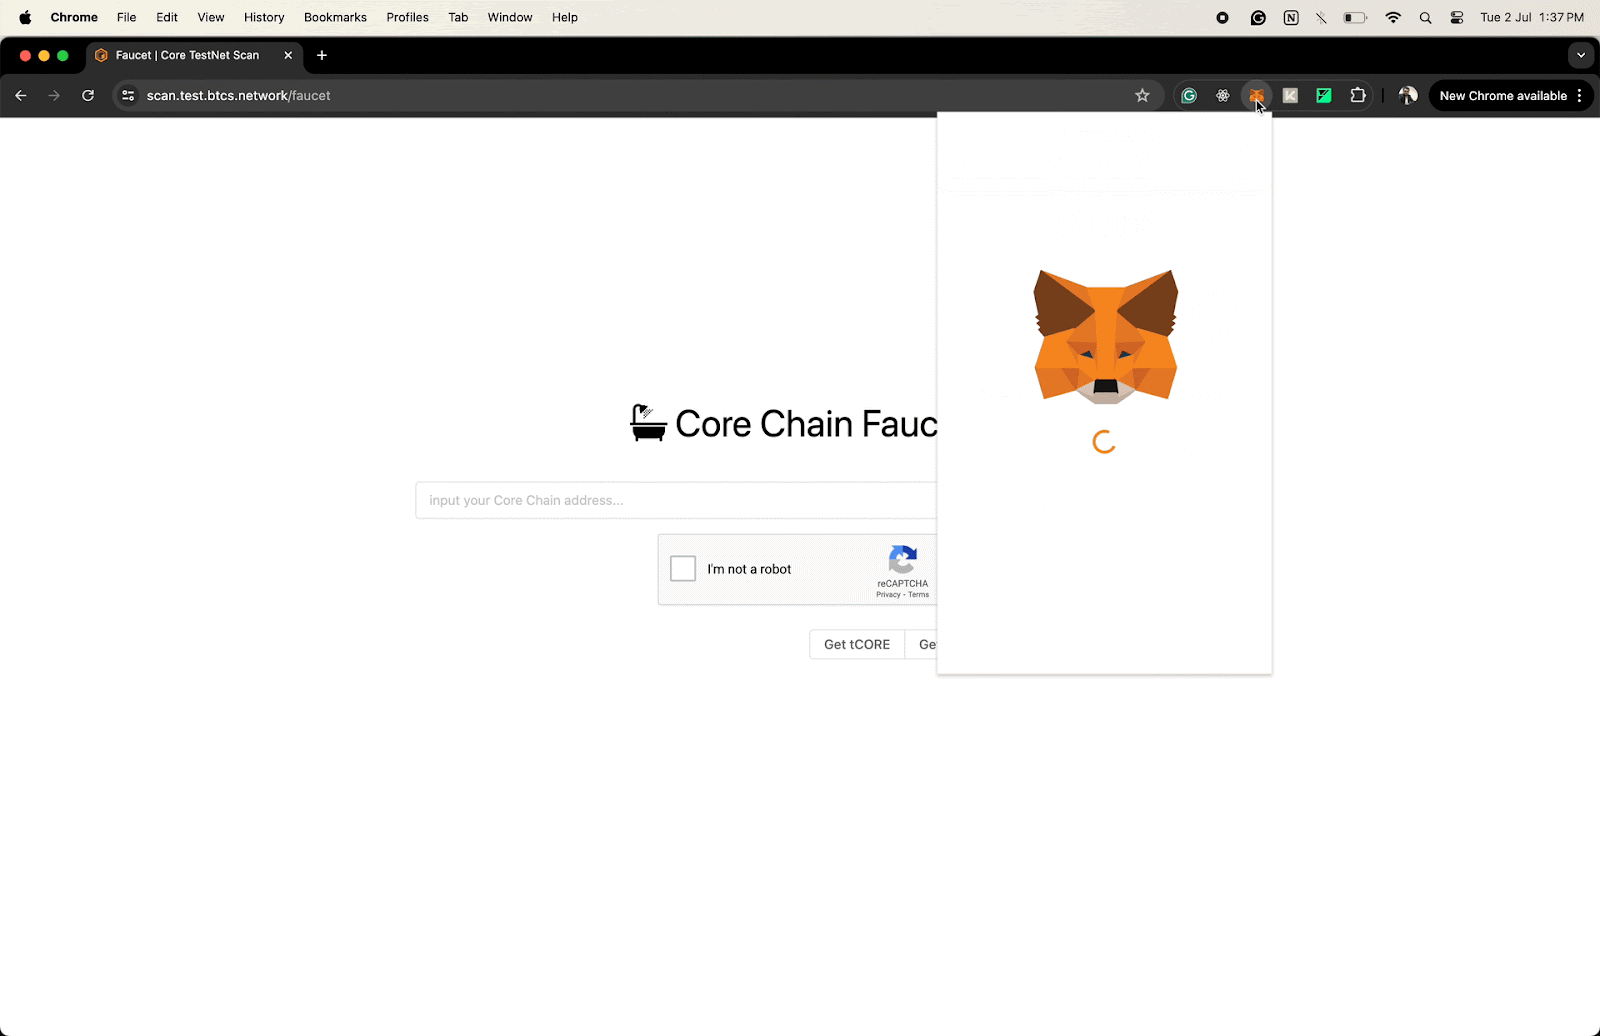 Chrome File Edit View History Bookmarks Profiles Tab Window Help Tue 2 Jul 1:37 PM
Faucet | Core TestNet Scan
scan.test.btcs.network/faucet
New Chrome available
Core Chain Fauc
input your Core Chain address...
I'm not a robot
reCAPTCHA
Privacy - Terms
Get tCORE
Ge